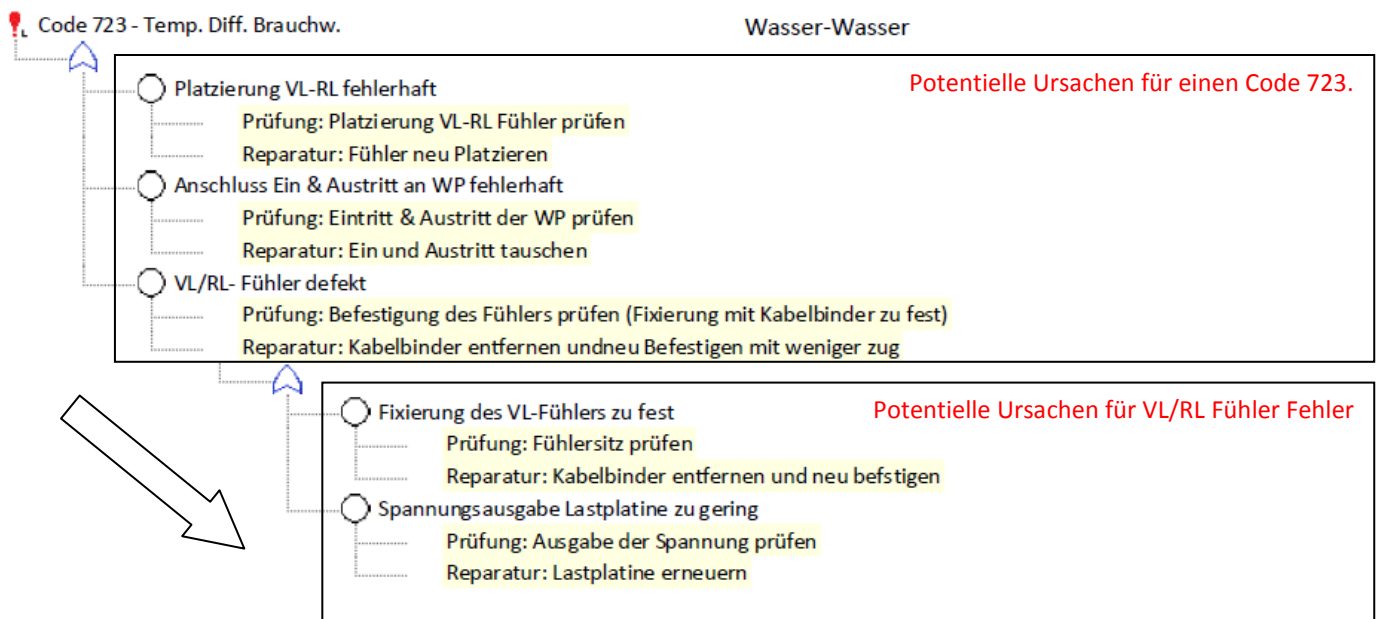 Code 723 - Temp. Diff. Brauchw.
Wasser-Wasser
Potentielle Ursachen für einen Code 723.
Platzierung VL-RL fehlerhaft
Prüfung: Platzierung VL-RL Fühler prüfen
Reparatur: Fühler neu Platzieren
Anschluss Ein & Austritt an WP fehlerhaft
Prüfung: Eintritt & Austritt der WP prüfen
Reparatur: Ein und Austritt tauschen
VL/RL- Fühler defekt
Prüfung: Befestigung des Fühlers prüfen (Fixierung mit Kabelbinder zu fest)
Reparatur: Kabelbinder entfernen undneu Befestigen mit weniger zug
Potentielle Ursachen für VL/RL Fühler Fehler
Fixierung des VL-Fühlers zu fest
Prüfung: Fühlersitz prüfen
Reparatur: Kabelbinder entfernen und neu befstigen
Spannungsausgabe Lastplatine zu gering
Prüfung: Ausgabe der Spannung prüfen
Reparatur: Lastplatine erneuern